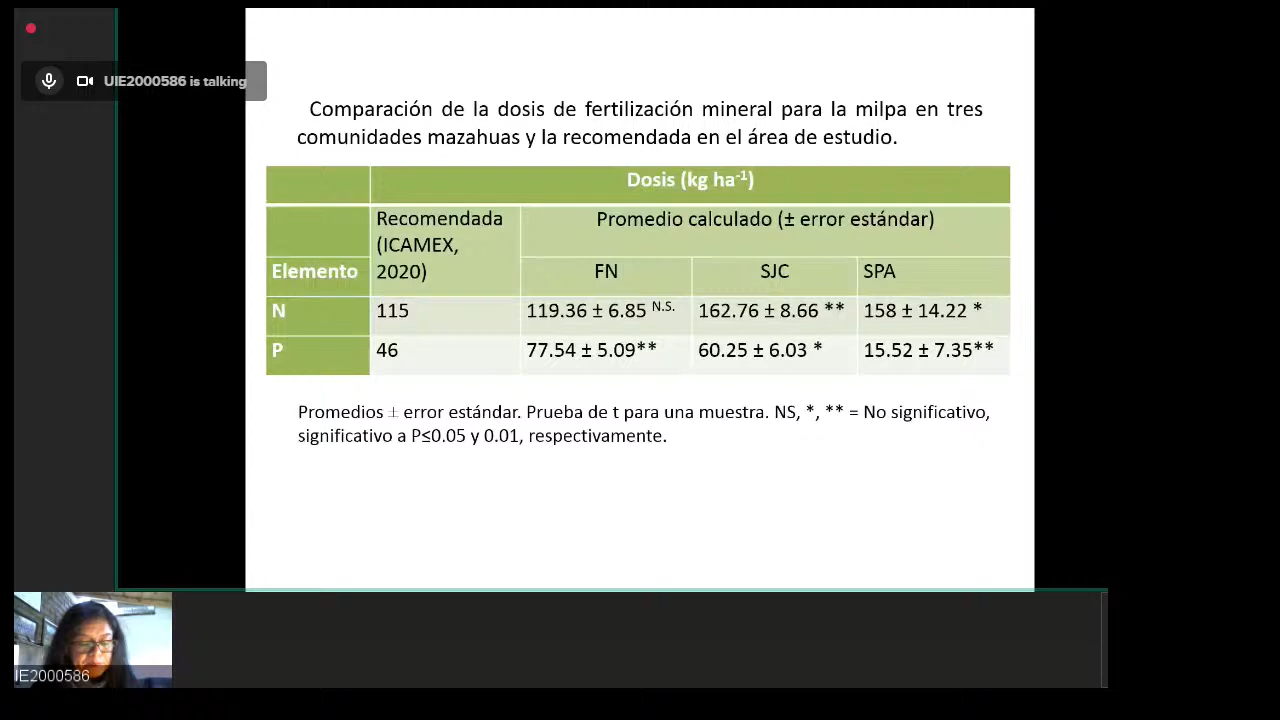 UIE2000586 is talking
Comparación de la dosis de fertilización mineral para la milpa en tres
comunidades mazahuas y la recomendada en el área de estudio.
Dosis (kg ha-1)
Elemento
Recomendada
(ICAMEX,
2020)
Promedio calculado (± error estándar)
FN SJC SPA
N 115 119.36 ± 6.85 N.S. 162.76 ± 8.66 ** 158 ± 14.22 *
P 46 77.54 ± 5.09** 60.25 ± 6.03 * 15.52 ± 7.35**
Promedios ± error estándar. Prueba de t para una muestra. NS, *, ** = No significativo,
significativo a P≤0.05 y 0.01, respectivamente.
IE2000586